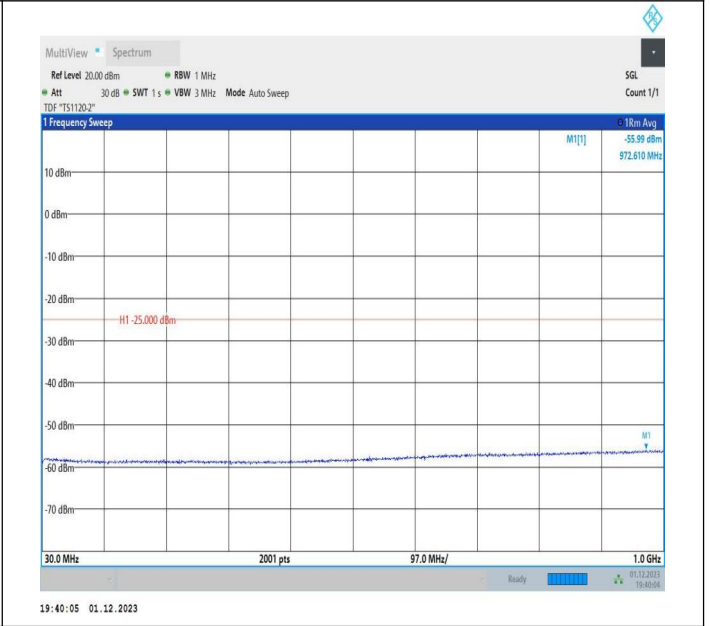 R&S
MultiView Spectrum
Ref Level 20.00 dBm RBW 1 MHz SGL
Att 30 dB SWT 1 s VBW 3 MHz Mode Auto Sweep Count 1/1
TDF "TS1120-2"
1 Frequency Sweep 1Rm Avg
M1[1] -55.99 dBm
972.610 MHz
10 dBm
0 dBm
-10 dBm
-20 dBm
H1 -25.000 dBm
-30 dBm
-40 dBm
-50 dBm
M1
-60 dBm
-70 dBm
30.0 MHz 2001 pts 97.0 MHz/ 1.0 GHz
Ready 01.12.2023
19:40:04
19:40:05 01.12.2023